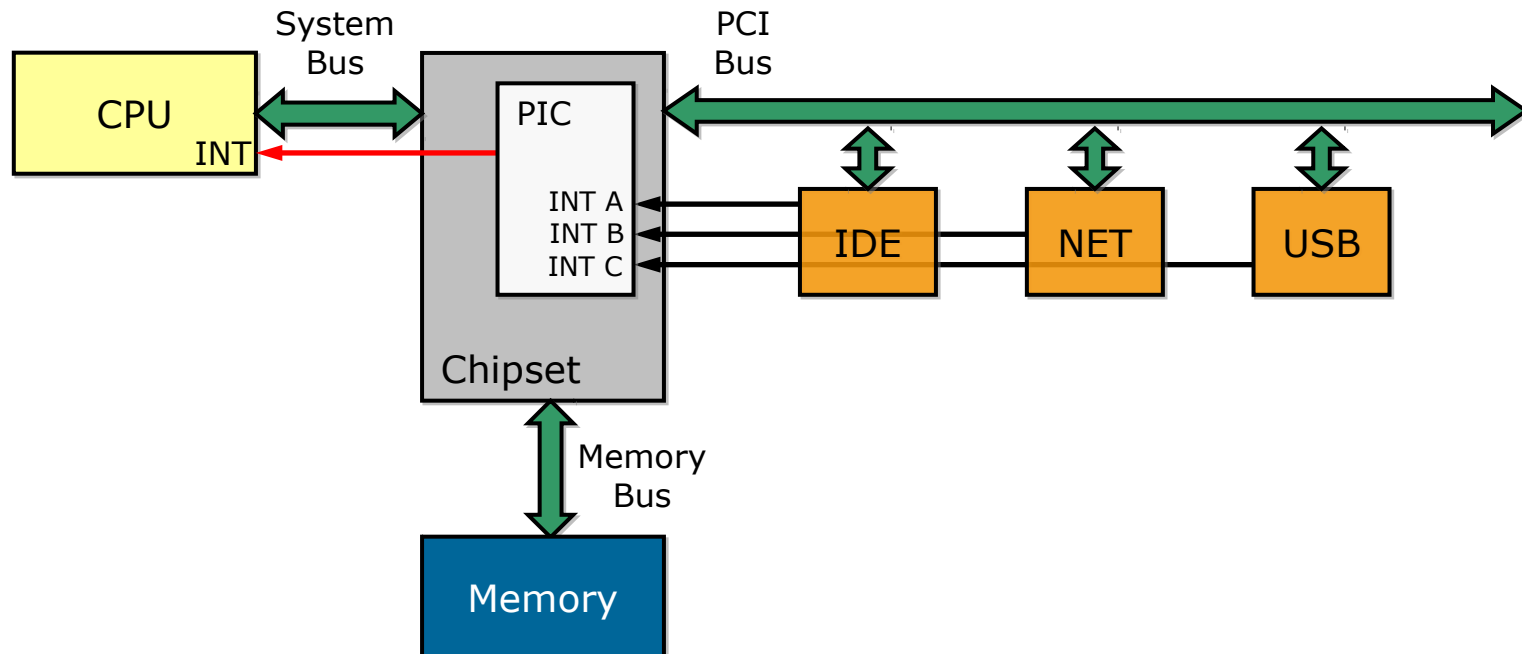 System
Bus
PCI
Bus
CPU
INT
PIC
INT A
INT B
INT C
IDE
NET
USB
Chipset
Memory
Bus
Memory